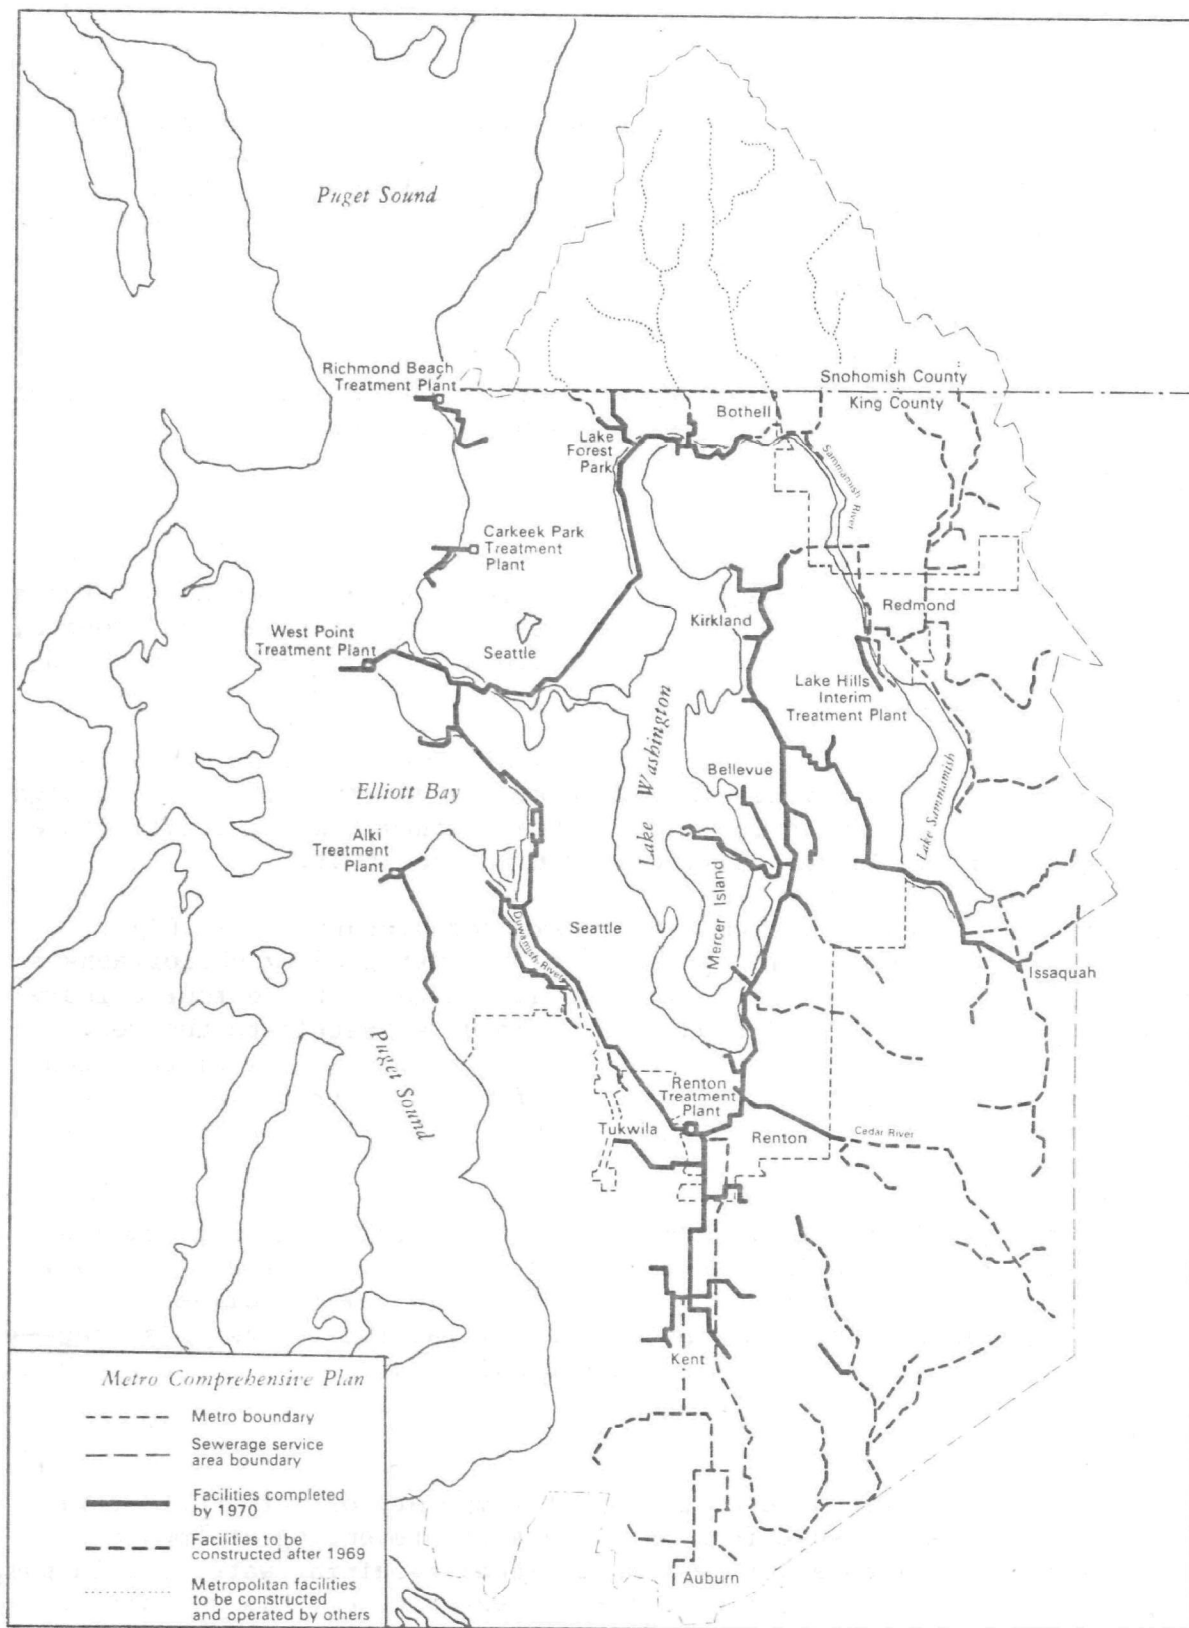 Puget Sound
Richmond Beach
Treatment Plant
Snohomish County
King County
Bothell
Lake
Forest
Park
Sammamish River
Carkeek Park
Treatment
Plant
Redmond
Kirkland
West Point
Treatment Plant
Seattle
Lake Hills
Interim
Treatment Plant
Lake Washington
Bellevue
Elliott Bay
Lake Sammamish
Alki
Treatment
Plant
Mercer Island
Seattle
Duwamish River
Issaquah
Puget Sound
Renton
Treatment
Plant
Tukwila
Renton
Cedar River
Kent
Auburn
Metro Comprehensive Plan
Metro boundary
Sewerage service
area boundary
Facilities completed
by 1970
Facilities to be
constructed after 1969
Metropolitan facilities
to be constructed
and operated by others